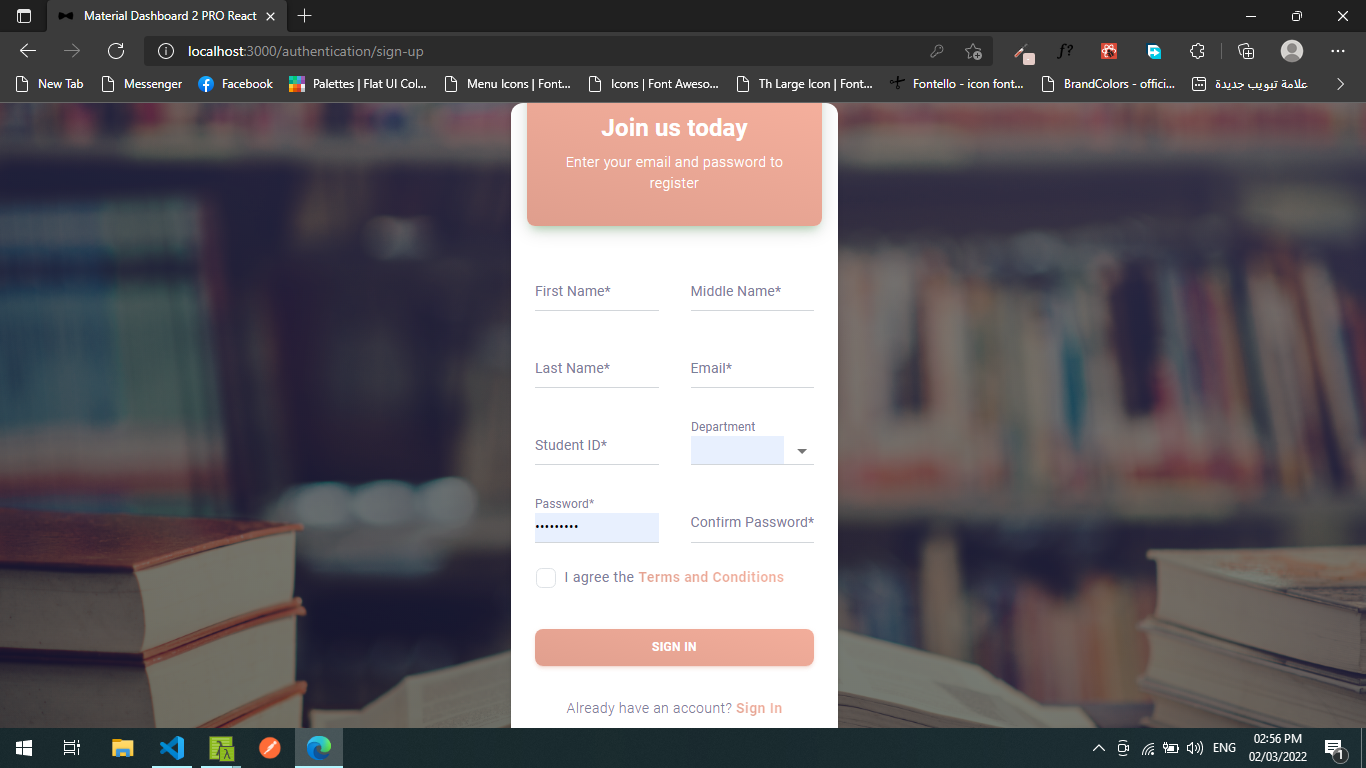 Material Dashboard 2 PRO React
localhost:3000/authentication/sign-up
f?
New Tab
Messenger
Facebook
Palettes | Flat UI Col...
Menu Icons | Font...
Icons | Font Aweso...
Th Large Icon | Font...
Fontello - icon font...
BrandColors - offici...
علامة تبويب جديدة
Join us today
Enter your email and password to
register
First Name*
Middle Name*
Last Name*
Email*
Student ID*
Department
Password*
•••••••••
Confirm Password*
I agree the Terms and Conditions
SIGN IN
Already have an account? Sign In
ENG
02:56 PM
02/03/2022
1